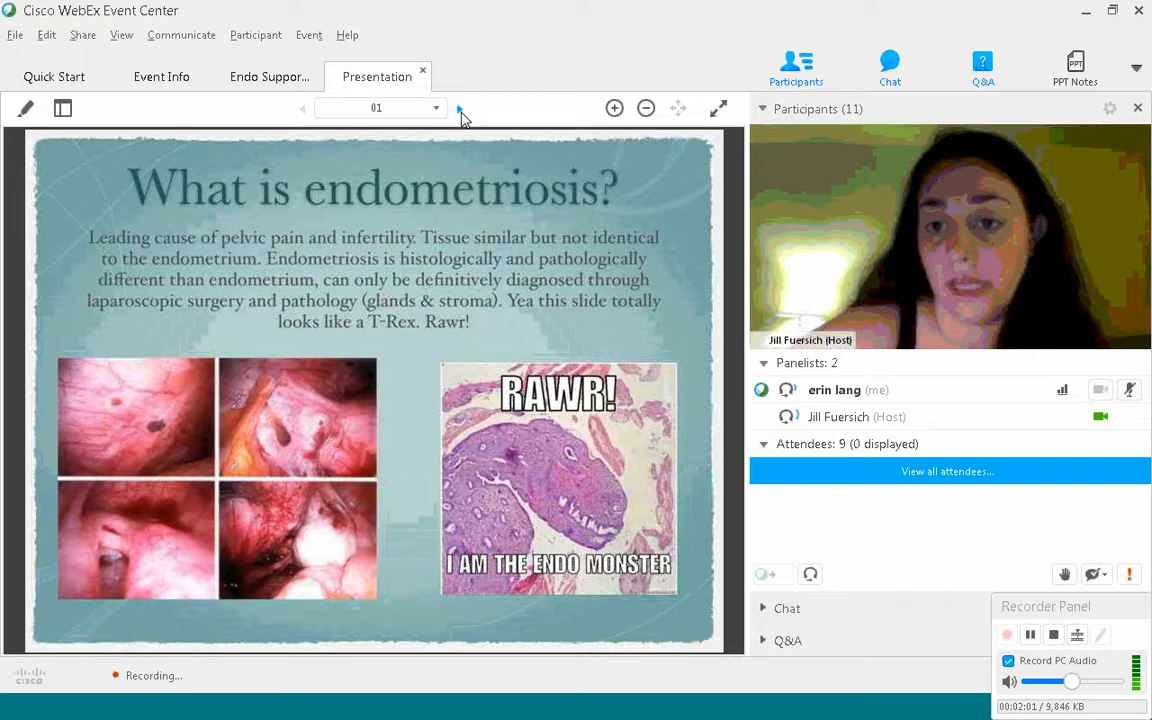 Cisco WebEx Event Center
File Edit Share View Communicate Participant Event Help
Quick Start Event Info Endo Suppor... Presentation
Participants Chat Q&A PPT Notes
01
Participants (11)
What is endometriosis?
Leading cause of pelvic pain and infertility. Tissue similar but not identical
to the endometrium. Endometriosis is histologically and pathologically
different than endometrium, can only be definitively diagnosed through
laparoscopic surgery and pathology (glands & stroma). Yea this slide totally
looks like a T-Rex. Rawr!
RAWR!
I AM THE ENDO MONSTER
Jill Fuersich (Host)
Panelists: 2
erin lang (me)
Jill Fuersich (Host)
Attendees: 9 (0 displayed)
View all attendees...
Chat
Q&A
Recorder Panel
Record PC Audio
00:02:01 / 9,846 KB
cisco
Recording...